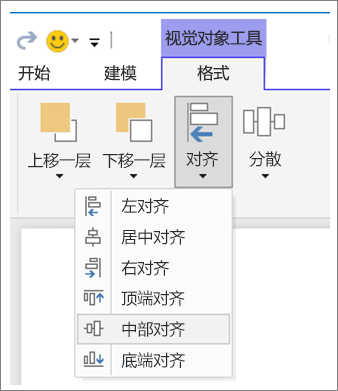 视觉对象工具
开始 建模 格式
上移一层 下移一层 对齐 分散
左对齐
居中对齐
右对齐
顶端对齐
中部对齐
底端对齐